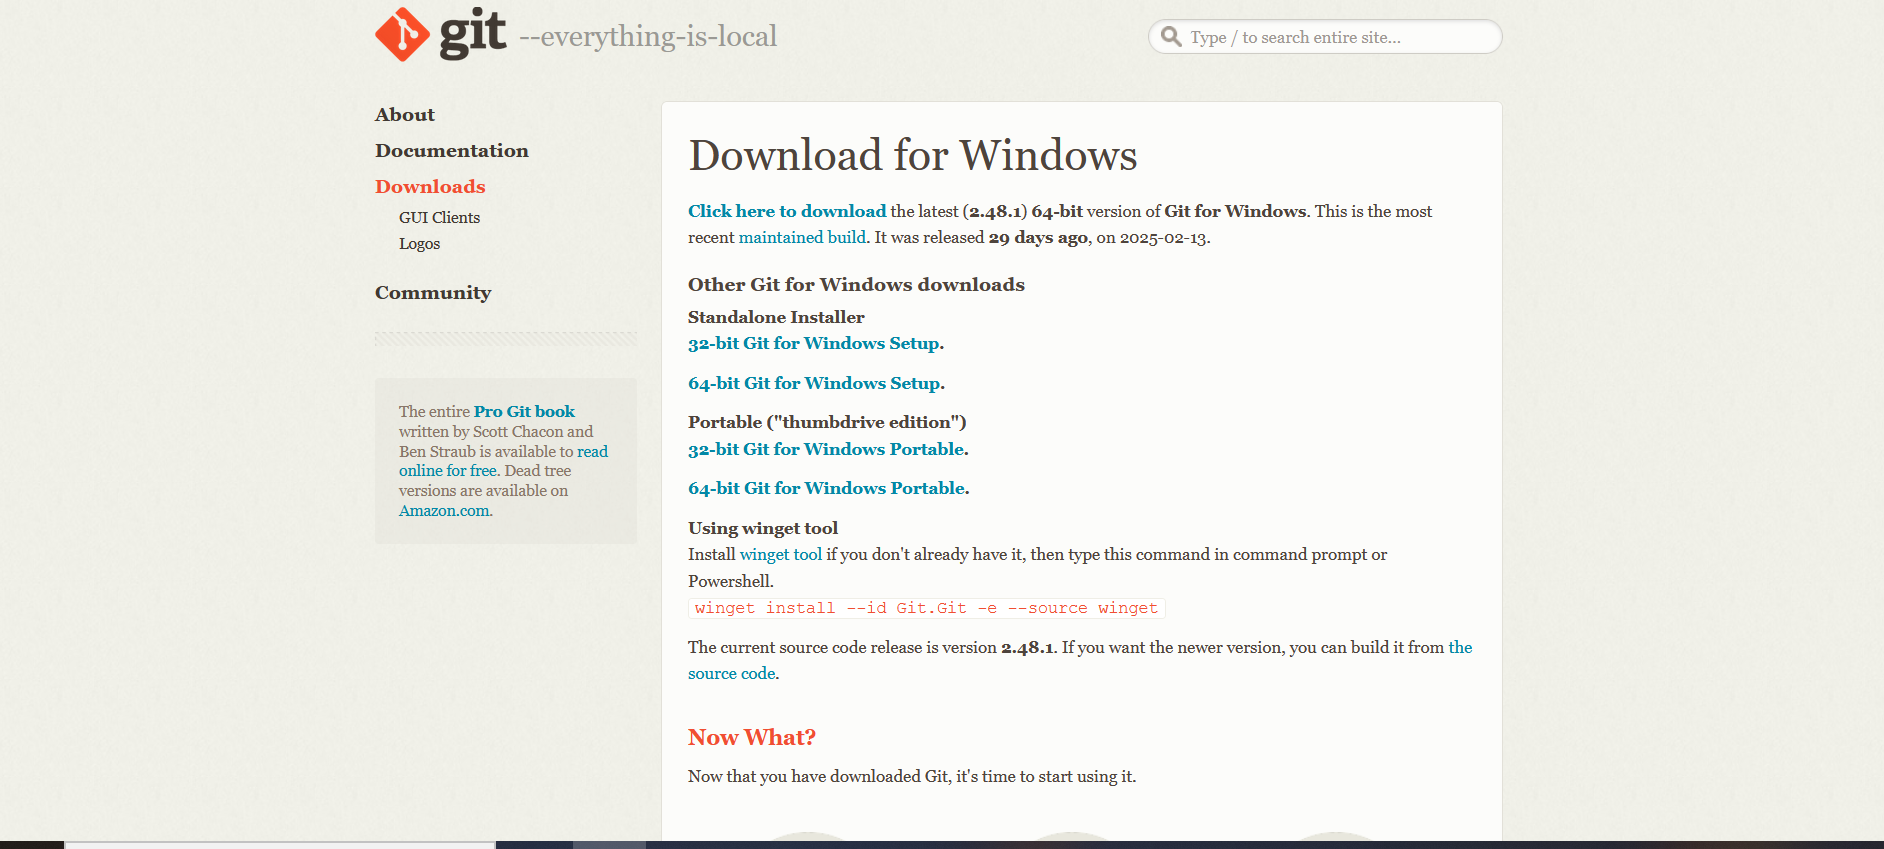 git --everything-is-local
Type / to search entire site...
About
Documentation
Downloads
GUI Clients
Logos
Community
The entire Pro Git book
written by Scott Chacon and
Ben Straub is available to read
online for free. Dead tree
versions are available on
Amazon.com.
Download for Windows
Click here to download the latest (2.48.1) 64-bit version of Git for Windows. This is the most
recent maintained build. It was released 29 days ago, on 2025-02-13.
Other Git for Windows downloads
Standalone Installer
32-bit Git for Windows Setup.
64-bit Git for Windows Setup.
Portable ("thumbdrive edition")
32-bit Git for Windows Portable.
64-bit Git for Windows Portable.
Using winget tool
Install winget tool if you don't already have it, then type this command in command prompt or
Powershell.
winget install --id Git.Git -e --source winget
The current source code release is version 2.48.1. If you want the newer version, you can build it from the
source code.
Now What?
Now that you have downloaded Git, it's time to start using it.